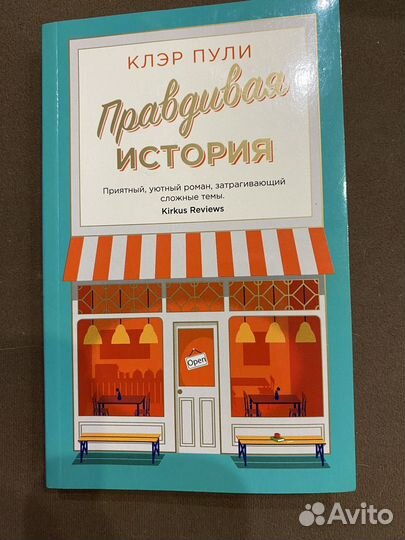 КЛЭР ПУЛИ
Правдивая
ИСТОРИЯ
Приятный, уютный роман, затрагивающий
сложные темы.
Kirkus Reviews
Open
Avito